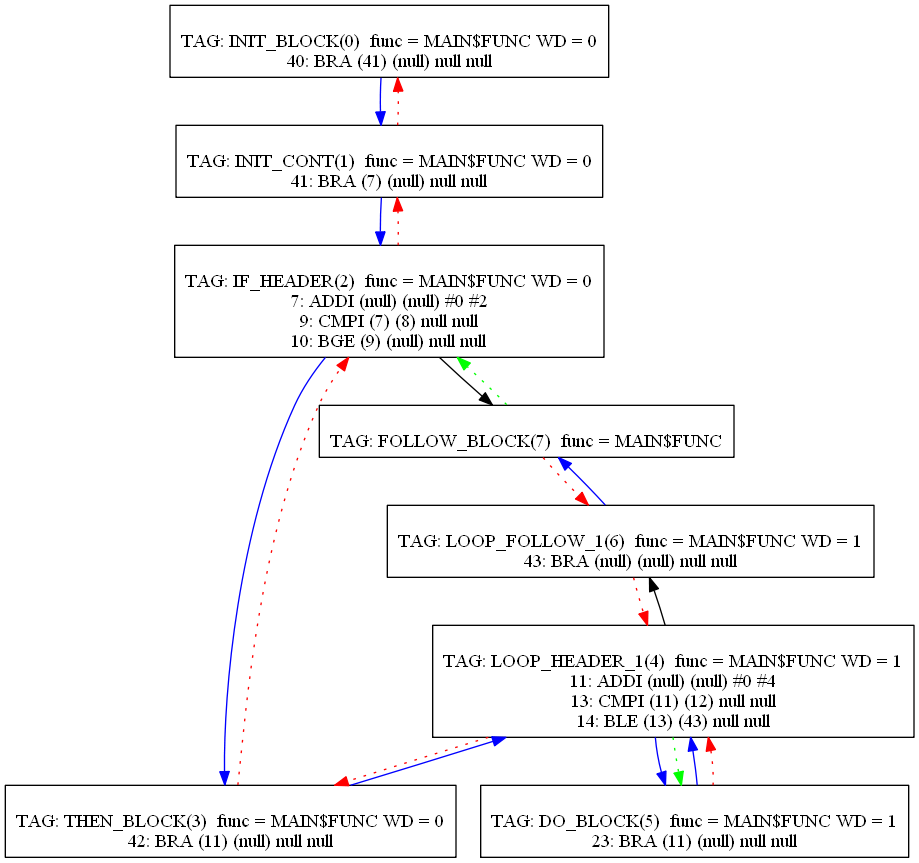 TAG: INIT_BLOCK(0)  func = MAIN$FUNC WD = 0
40: BRA (41) (null) null null
TAG: INIT_CONT(1)  func = MAIN$FUNC WD = 0
41: BRA (7) (null) null null
TAG: IF_HEADER(2)  func = MAIN$FUNC WD = 0
7: ADDI (null) (null) #0 #2
9: CMPI (7) (8) null null
10: BGE (9) (null) null null
TAG: FOLLOW_BLOCK(7)  func = MAIN$FUNC
TAG: LOOP_FOLLOW_1(6)  func = MAIN$FUNC WD = 1
43: BRA (null) (null) null null
TAG: LOOP_HEADER_1(4)  func = MAIN$FUNC WD = 1
11: ADDI (null) (null) #0 #4
13: CMPI (11) (12) null null
14: BLE (13) (43) null null
TAG: THEN_BLOCK(3)  func = MAIN$FUNC WD = 0
42: BRA (11) (null) null null
TAG: DO_BLOCK(5)  func = MAIN$FUNC WD = 1
23: BRA (11) (null) null null